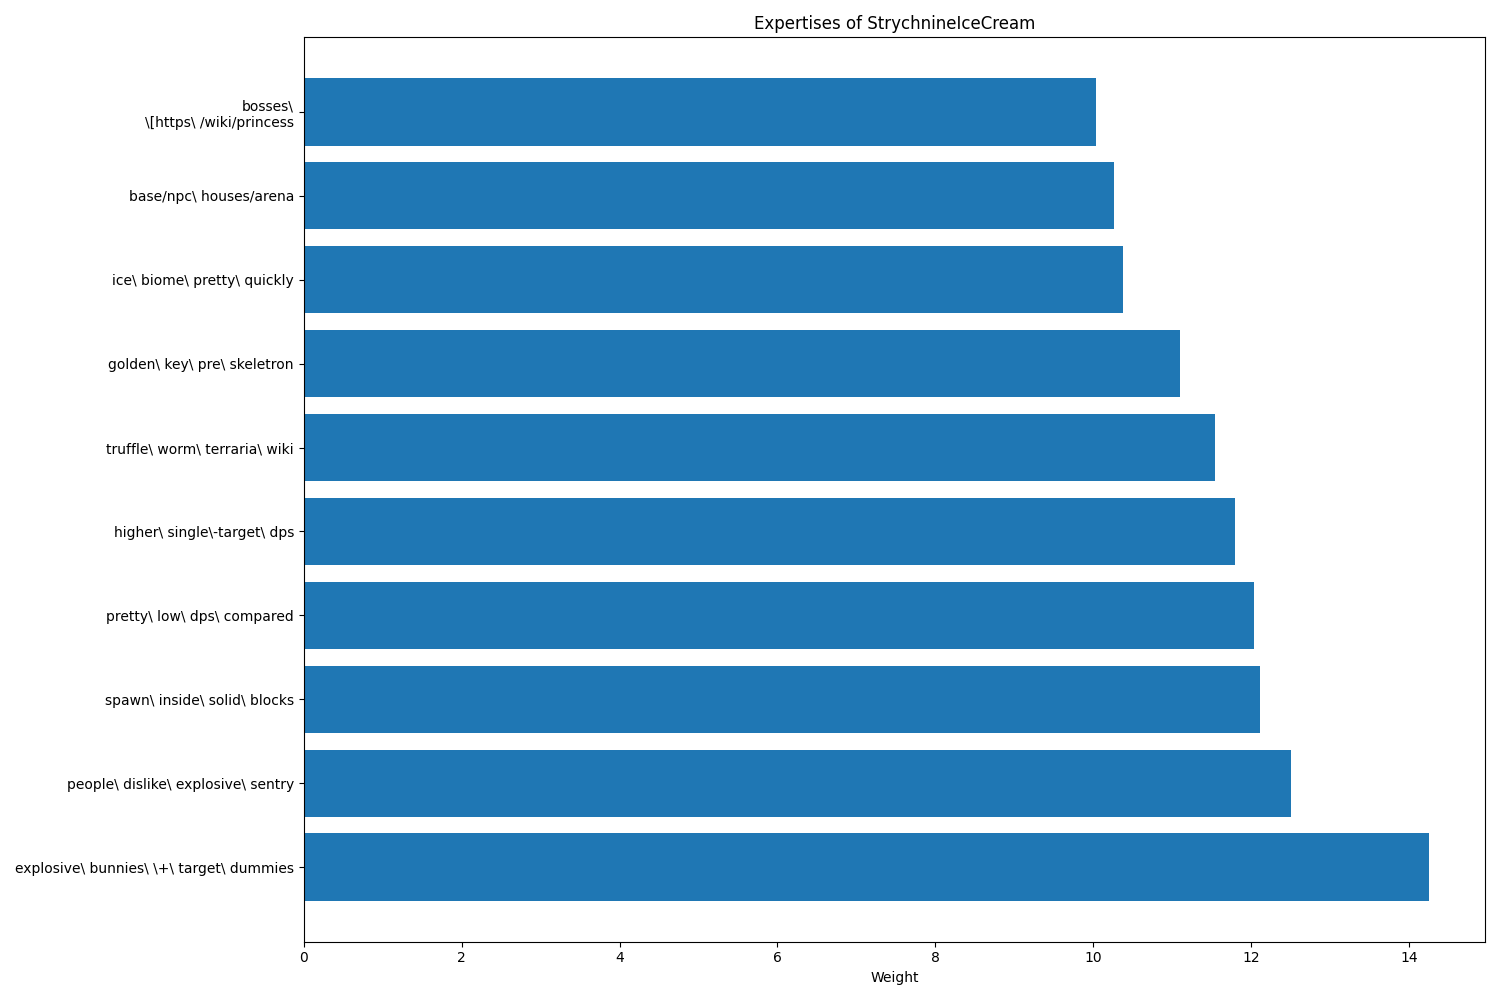 Expertises of StrychnineIceCream
bosses\
\[https\ /wiki/princess
base/npc\ houses/arena
ice\ biome\ pretty\ quickly
golden\ key\ pre\ skeletron
truffle\ worm\ terraria\ wiki
higher\ single\-target\ dps
pretty\ low\ dps\ compared
spawn\ inside\ solid\ blocks
people\ dislike\ explosive\ sentry
explosive\ bunnies\ \+\ target\ dummies
0 2 4 6 8 10 12 14
Weight